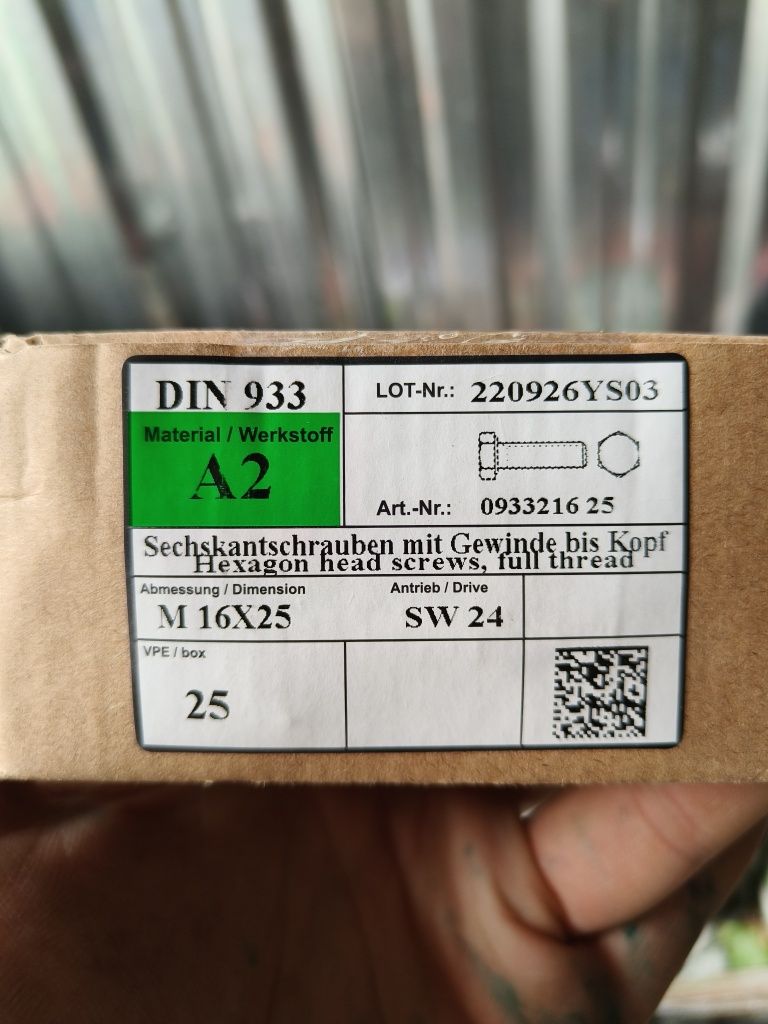 DIN 933
LOT-Nr.: 220926YS03
Material / Werkstoff
A2
Art.-Nr.: 0933216 25
Sechskantschrauben mit Gewinde bis Kopf
Hexagon head screws, full thread
Abmessung / Dimension
Antrieb / Drive
M 16X25
SW 24
VPE / box
25